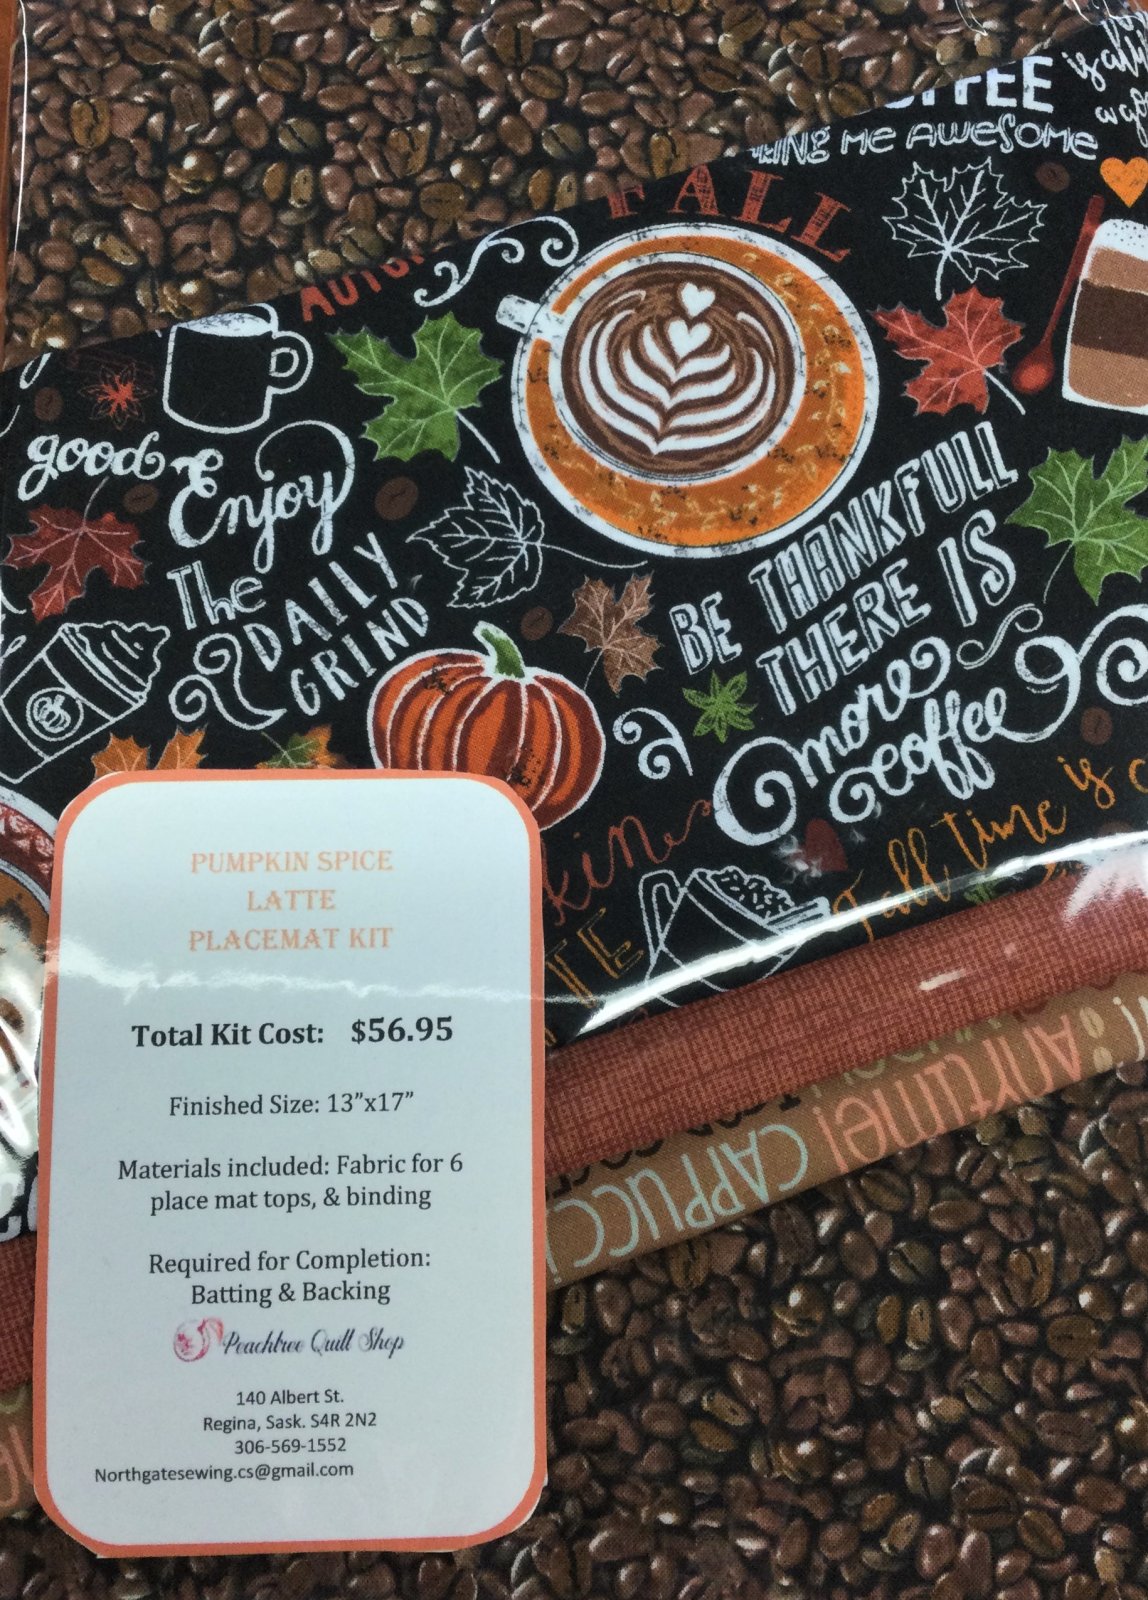 COFFEE
ME AWESOME
FALL
good
Enjoy
The
DAILY
GRIND
BE THANKFULL
THERE IS
more
coffee
Fall time is
PUMPKIN SPICE
LATTE
PLACEMAT KIT
Total Kit Cost: $56.95
Finished Size: 13”x17”
Materials included: Fabric for 6
place mat tops, & binding
Required for Completion:
Batting & Backing
Peachtree Quilt Shop
140 Albert St.
Regina, Sask. S4R 2N2
306-569-1552
Northgatesewing.cs@gmail.com
Anytime!